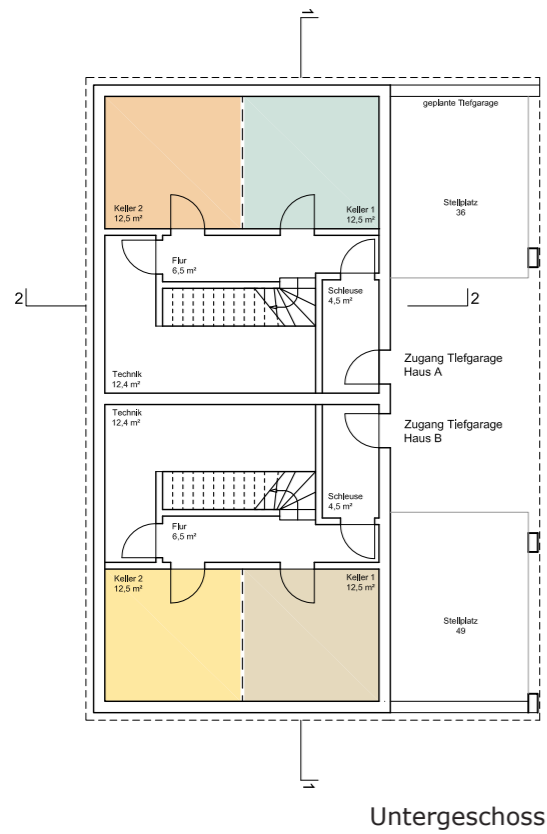 1
geplante Tiefgarage
Keller 2
12,5 m²
Keller 1
12,5 m²
Stellplatz
36
Flur
6,5 m²
Schleuse
4,5 m²
2
2
Zugang Tiefgarage
Haus A
Technik
12,4 m²
Technik
12,4 m²
Zugang Tiefgarage
Haus B
Schleuse
4,5 m²
Flur
6,5 m²
Keller 2
12,5 m²
Keller 1
12,5 m²
Stellplatz
49
1
Untergeschoss